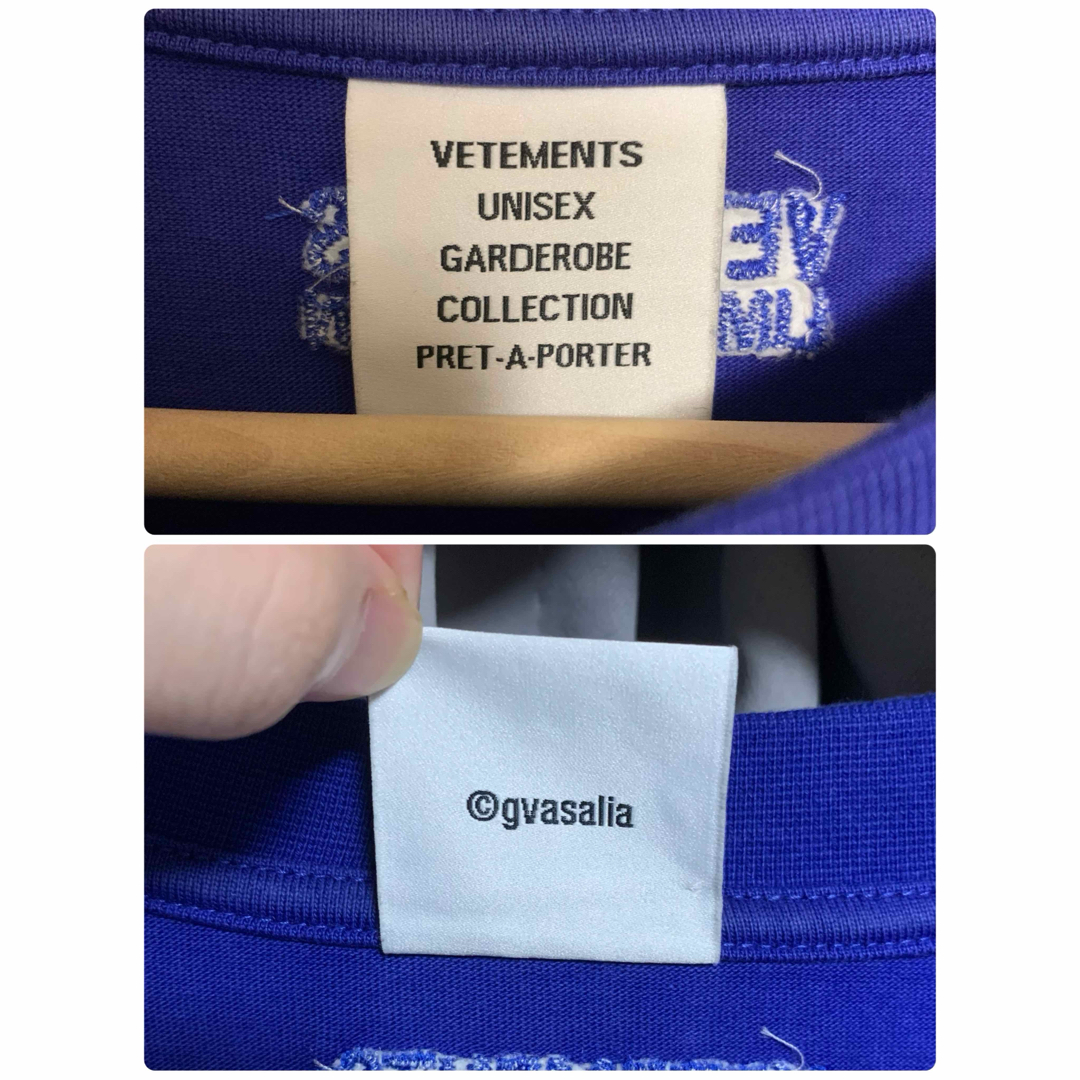 VETEMENTS
UNISEX
GARDEROBE
COLLECTION
PRET-A-PORTER
©gvasalia